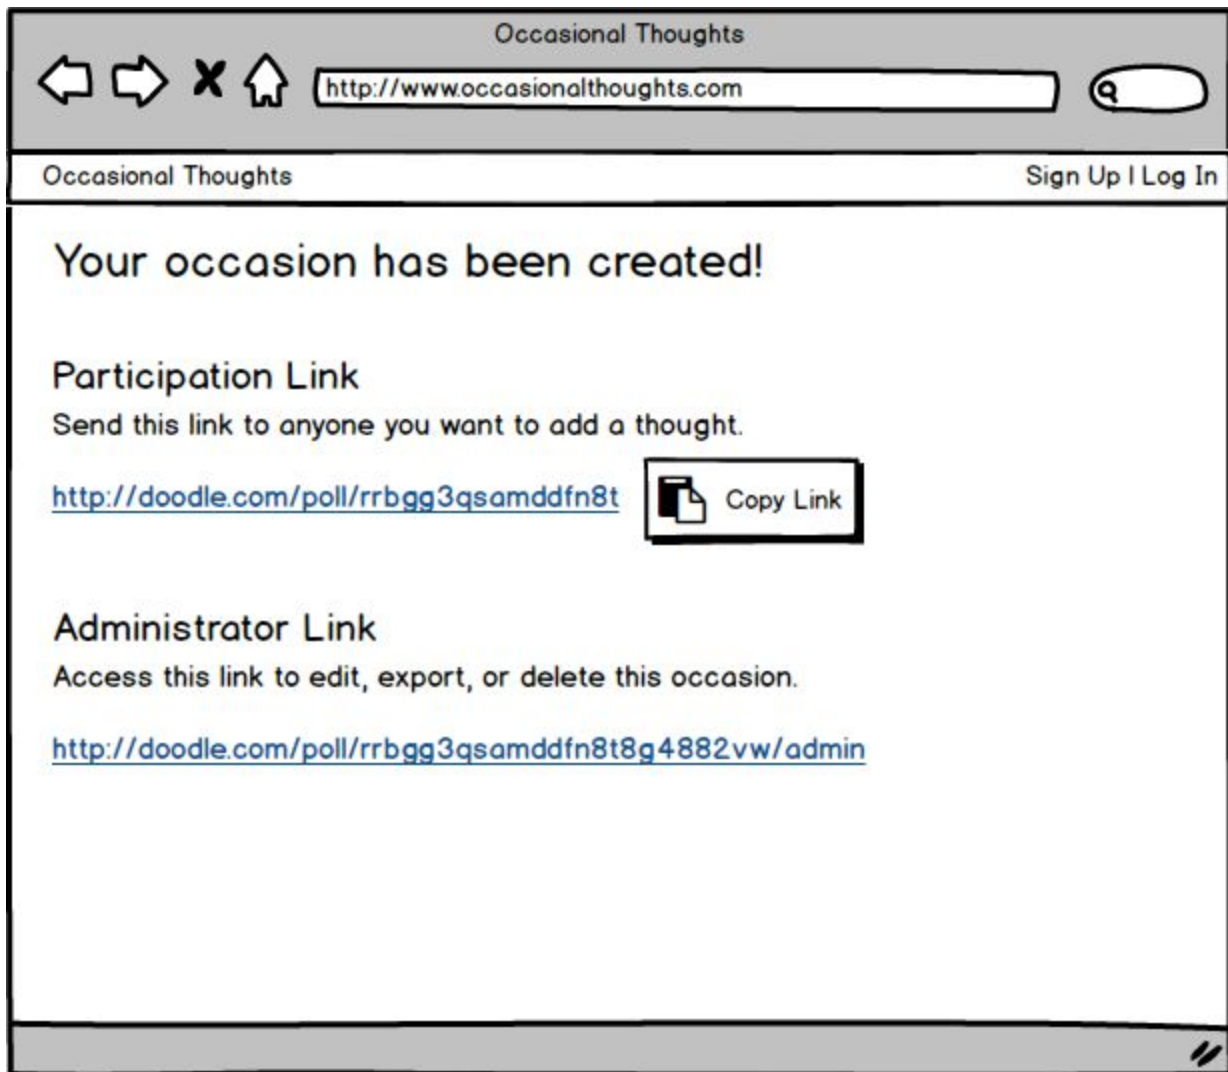 Occasional Thoughts
http://www.occasionalthoughts.com
Occasional Thoughts
Sign Up | Log In
Your occasion has been created!
Participation Link
Send this link to anyone you want to add a thought.
http://doodle.com/poll/rrbgg3qsamddfn8t
Copy Link
Administrator Link
Access this link to edit, export, or delete this occasion.
http://doodle.com/poll/rrbgg3qsamddfn8t8g4882vw/admin